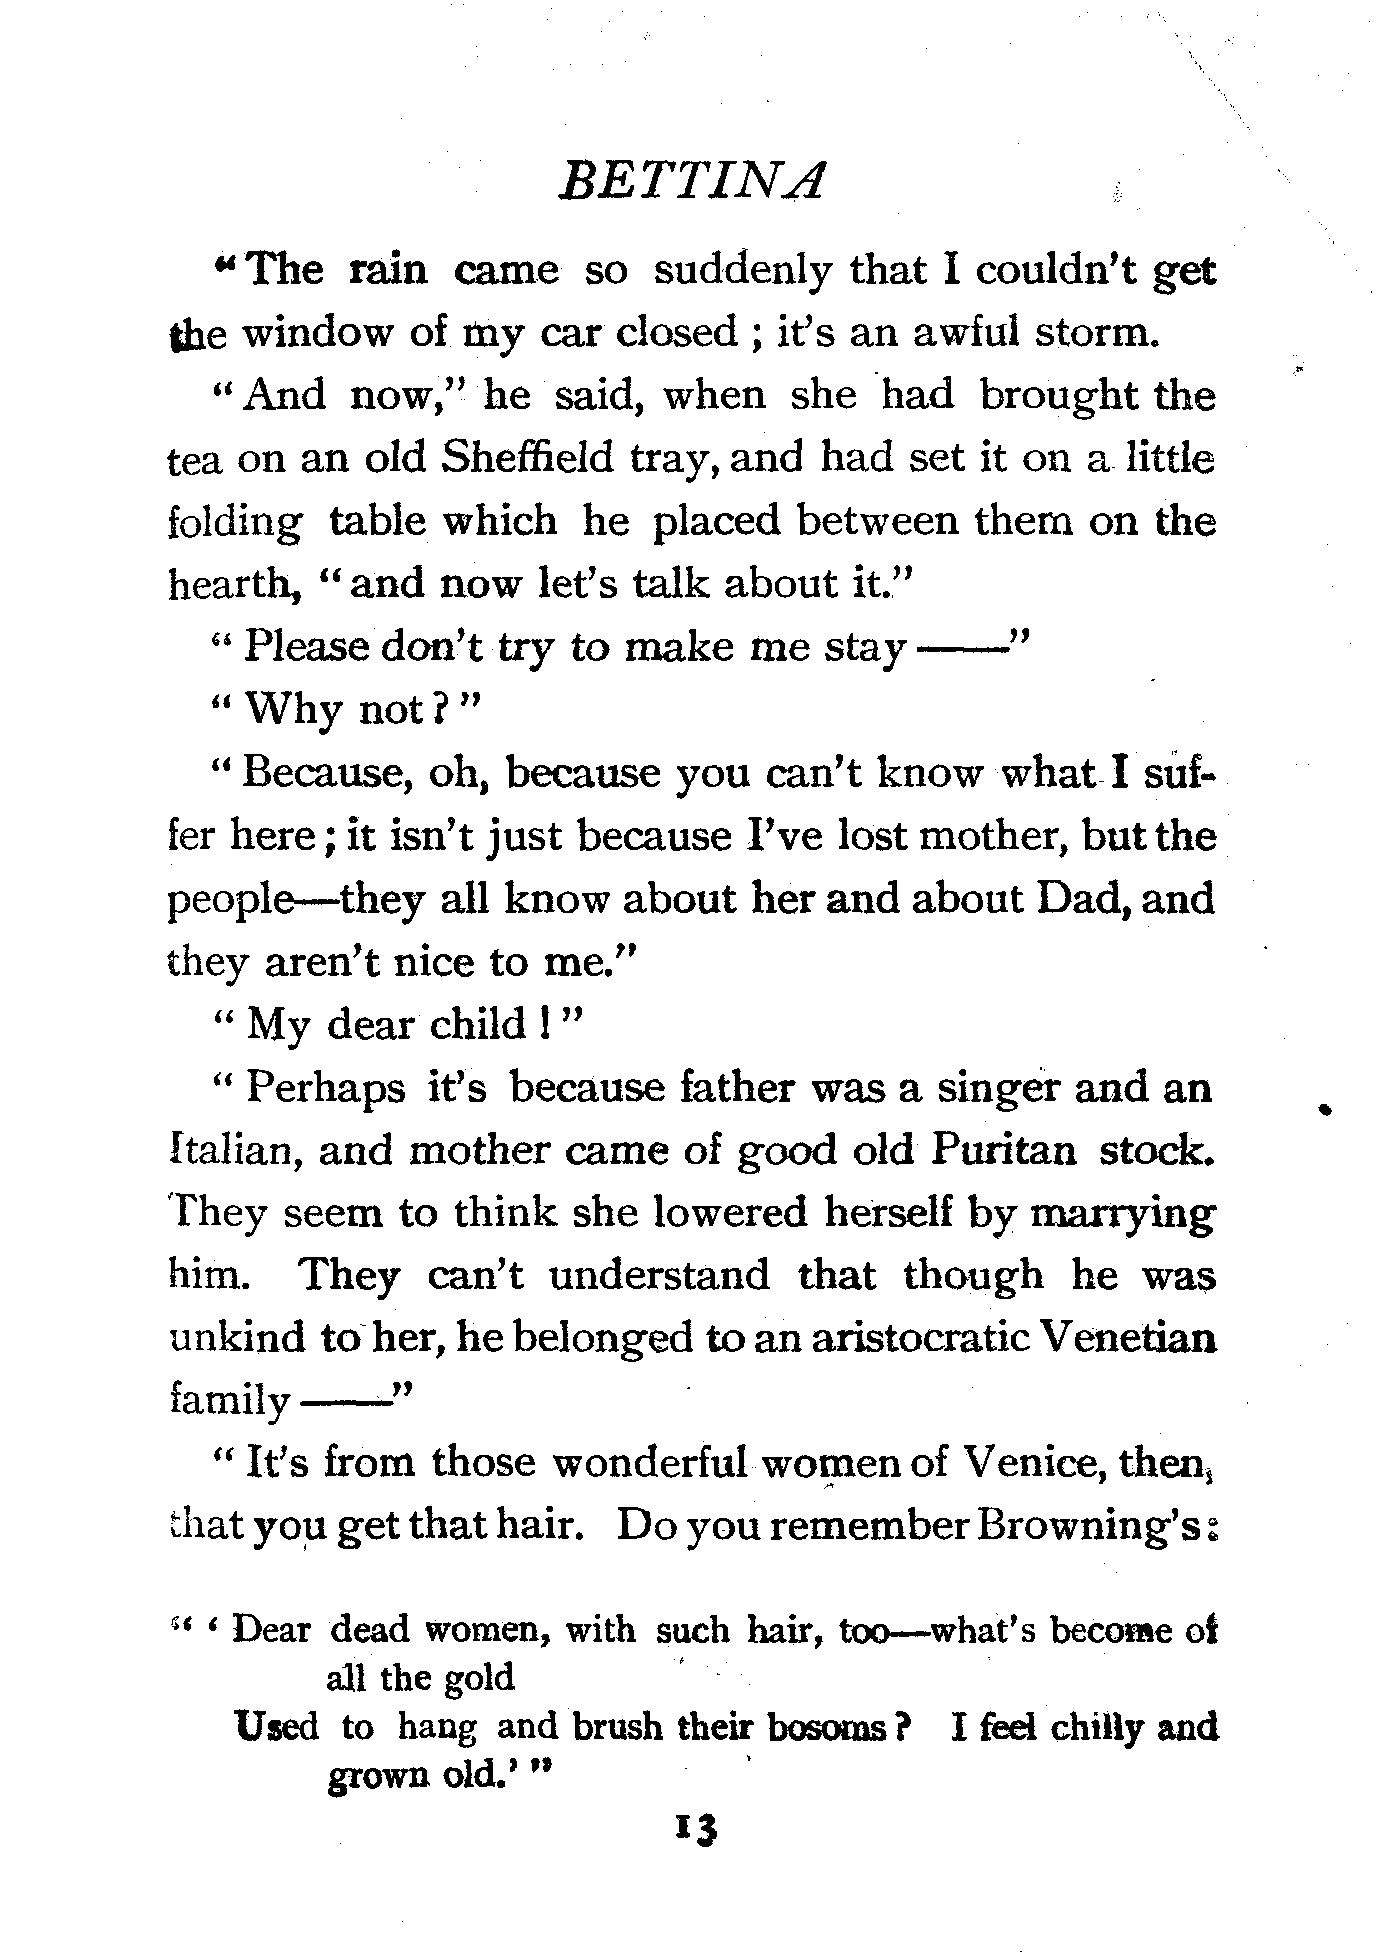 BETTINA
"The rain came so suddenly that I couldn't get
the window of my car closed ; it's an awful storm.
"And now," he said, when she had brought the
tea on an old Sheffield tray, and had set it on a little
folding table which he placed between them on the
hearth, "and now let's talk about it."
"Please don't try to make me stay——"
"Why not?"
"Because, oh, because you can't know what I suf-
fer here; it isn't just because I've lost mother, but the
people—they all know about her and about Dad, and
they aren't nice to me."
"My dear child!"
"Perhaps it's because father was a singer and an
Italian, and mother came of good old Puritan stock.
They seem to think she lowered herself by marrying
him. They can't understand that though he was
unkind to her, he belonged to an aristocratic Venetian
family——"
"It's from those wonderful women of Venice, then,
that you get that hair. Do you remember Browning's:
"'Dear dead women, with such hair, too—what's become of
all the gold
Used to hang and brush their bosoms? I feel chilly and
grown old.'"
13